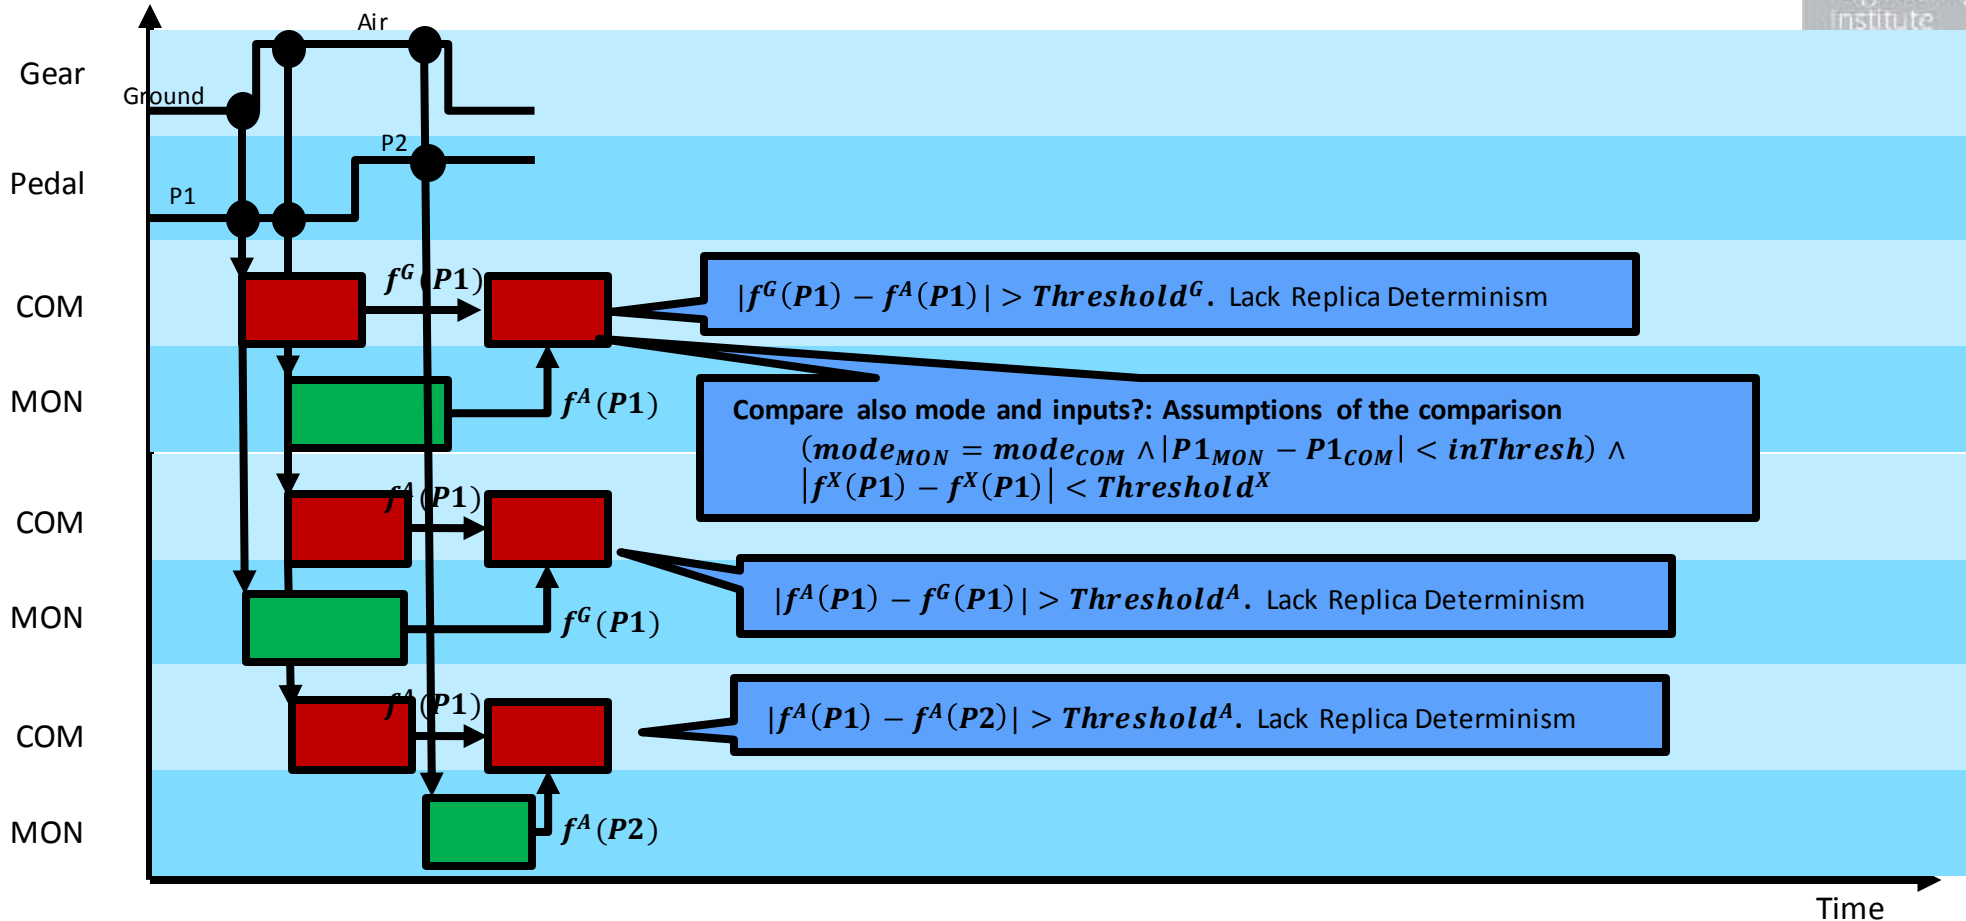 Institute
Air
Gear
Ground
P2
Pedal
P1
COM
f^G(P1)
|f^G(P1) − f^A(P1)| > Threshold^G. Lack Replica Determinism
MON
f^A(P1)
Compare also mode and inputs?: Assumptions of the comparison
(mode_MON = mode_COM ∧ |P1_MON − P1_COM| < inThresh) ∧
|f^X(P1) − f^X(P1)| < Threshold^X
COM
f^A(P1)
MON
f^G(P1)
|f^A(P1) − f^G(P1)| > Threshold^A. Lack Replica Determinism
COM
f^A(P1)
|f^A(P1) − f^A(P2)| > Threshold^A. Lack Replica Determinism
MON
f^A(P2)
Time